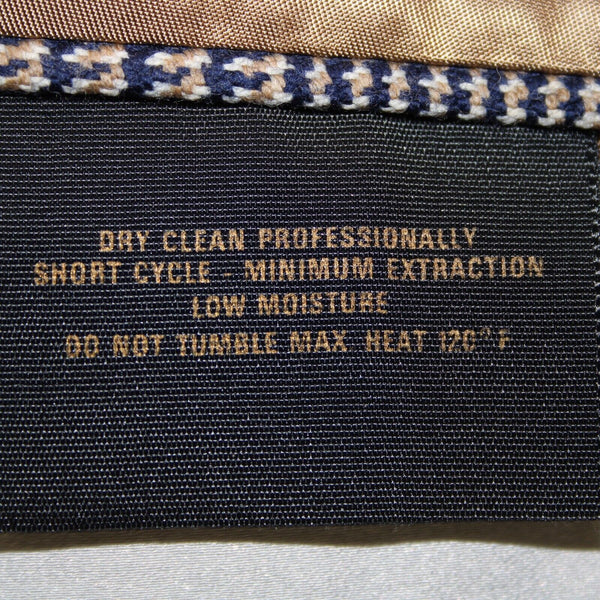 DRY CLEAN PROFESSIONALLY
SHORT CYCLE - MINIMUM EXTRACTION
LOW MOISTURE
DO NOT TUMBLE MAX HEAT 120° F